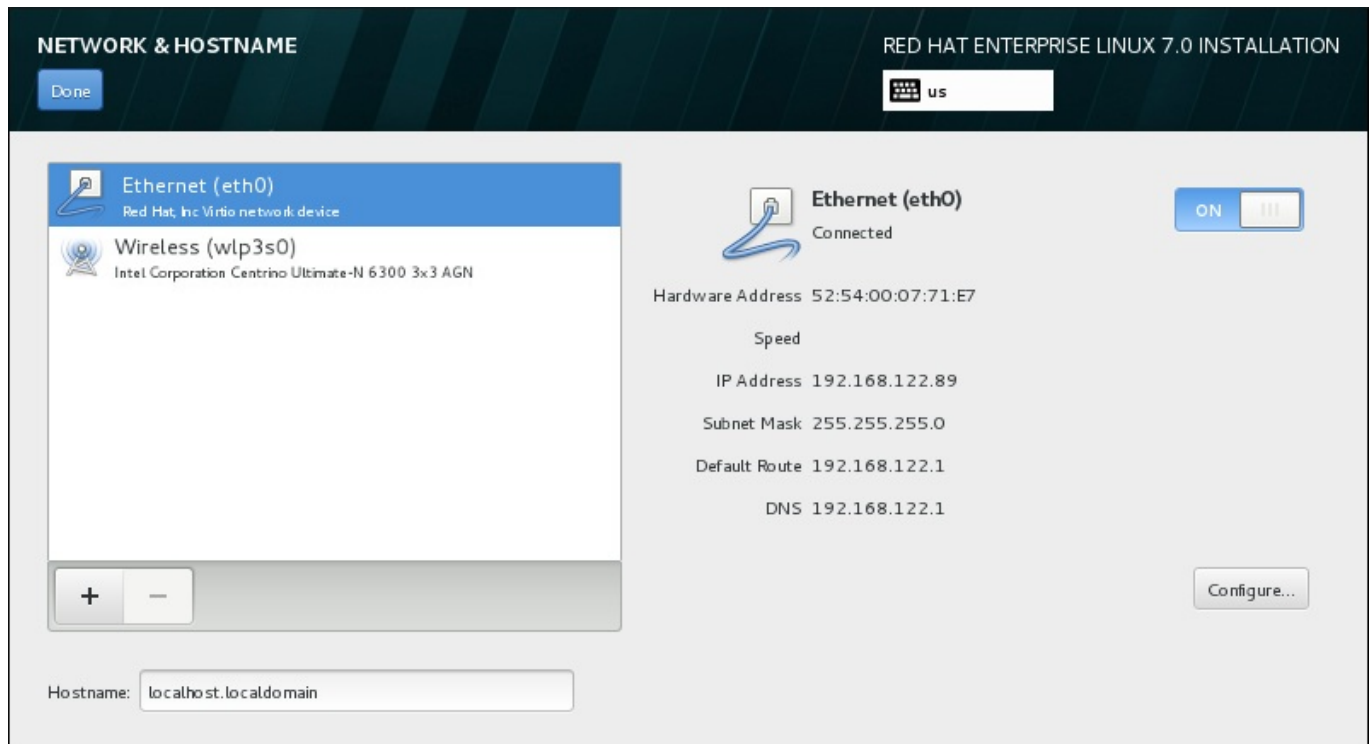 NETWORK & HOSTNAME
Done
RED HAT ENTERPRISE LINUX 7.0 INSTALLATION
us
Ethernet (eth0)
Red Hat, Inc Virtio network device
Wireless (wlp3s0)
Intel Corporation Centrino Ultimate-N 6300 3x3 AGN
+ −
Hostname: localhost.localdomain
Ethernet (eth0)
Connected
ON
Hardware Address 52:54:00:07:71:E7
Speed
IP Address 192.168.122.89
Subnet Mask 255.255.255.0
Default Route 192.168.122.1
DNS 192.168.122.1
Configure...